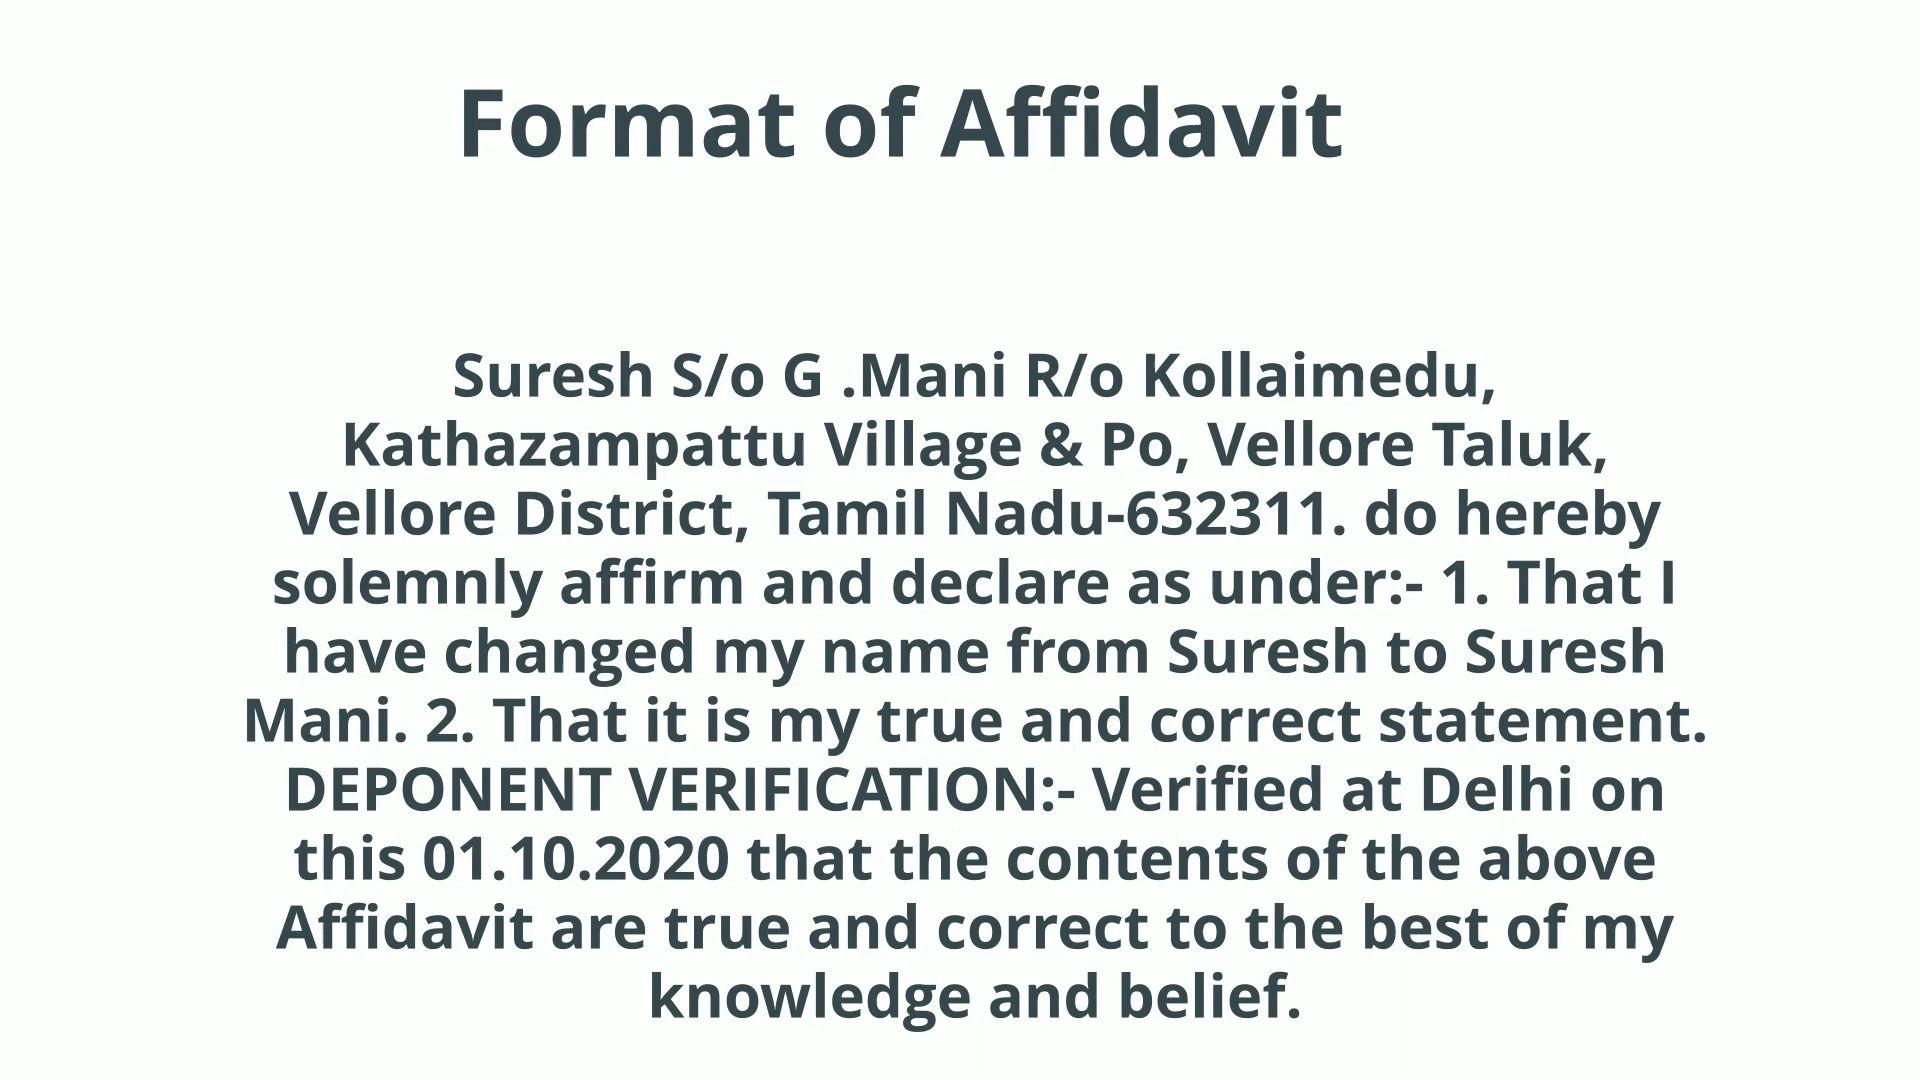 Format of Affidavit
Suresh S/o G .Mani R/o Kollaimedu,
Kathazampattu Village & Po, Vellore Taluk,
Vellore District, Tamil Nadu-632311. do hereby
solemnly affirm and declare as under:- 1. That I
have changed my name from Suresh to Suresh
Mani. 2. That it is my true and correct statement.
DEPONENT VERIFICATION:- Verified at Delhi on
this 01.10.2020 that the contents of the above
Affidavit are true and correct to the best of my
knowledge and belief.